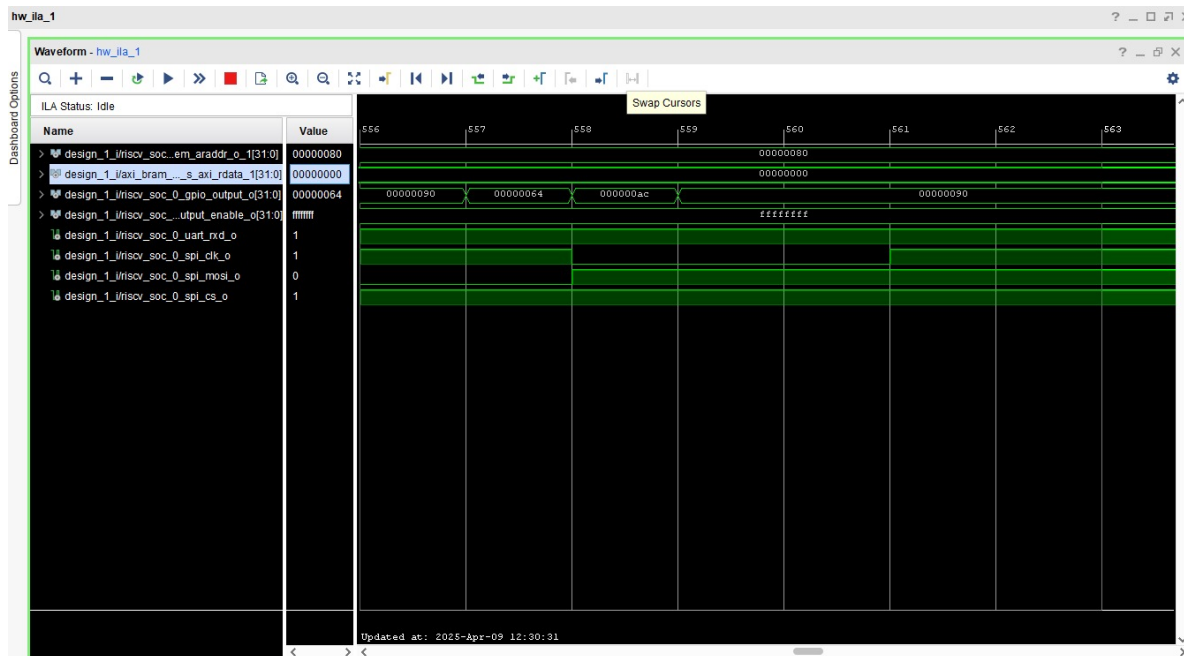 hw_ila_1
Dashboard Options
Waveform - hw_ila_1
ILA Status: Idle
Swap Cursors
Name Value
556 557 558 559 560 561 562 563
design_1_i/riscv_soc...em_araddr_o_1[31:0] 00000080 00000080
design_1_i/axi_bram_..._s_axi_rdata_1[31:0] 00000000 00000000
design_1_i/riscv_soc_0_gpio_output_o[31:0] 00000064 00000090 00000064 000000ac 00000090
design_1_i/riscv_soc_...utput_enable_o[31:0] ffffffff ffffffff
design_1_i/riscv_soc_0_uart_rxd_o 1
design_1_i/riscv_soc_0_spi_clk_o 1
design_1_i/riscv_soc_0_spi_mosi_o 0
design_1_i/riscv_soc_0_spi_cs_o 1
Updated at: 2025-Apr-09 12:30:31